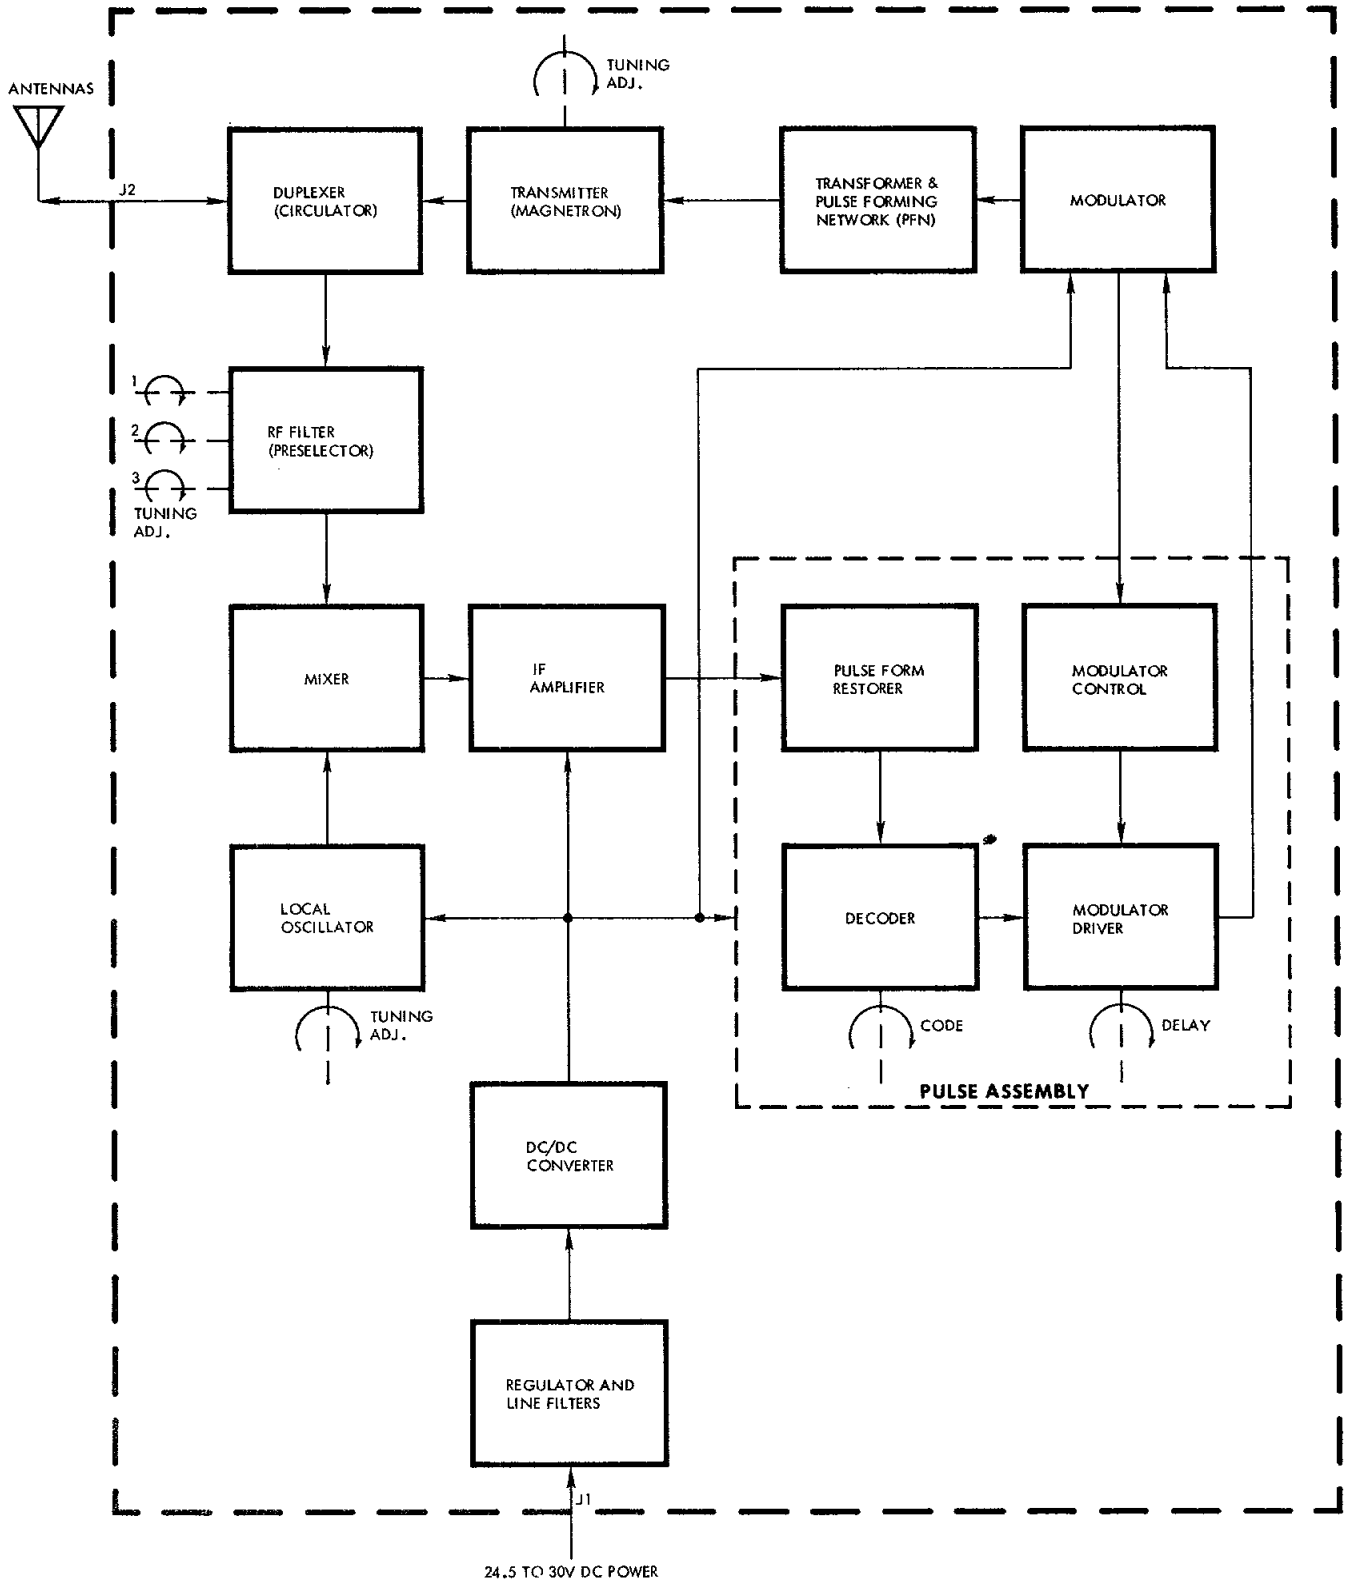 TUNING
ADJ.
ANTENNAS
J2
DUPLEXER
(CIRCULATOR)
TRANSMITTER
(MAGNETRON)
TRANSFORMER &
PULSE FORMING
NETWORK (PFN)
MODULATOR
1
2
3
TUNING
ADJ.
RF FILTER
(PRESELECTOR)
MIXER
IF
AMPLIFIER
PULSE FORM
RESTORER
MODULATOR
CONTROL
LOCAL
OSCILLATOR
DECODER
MODULATOR
DRIVER
TUNING
ADJ.
CODE
DELAY
PULSE ASSEMBLY
DC/DC
CONVERTER
REGULATOR AND
LINE FILTERS
J1
24.5 TO 30V DC POWER